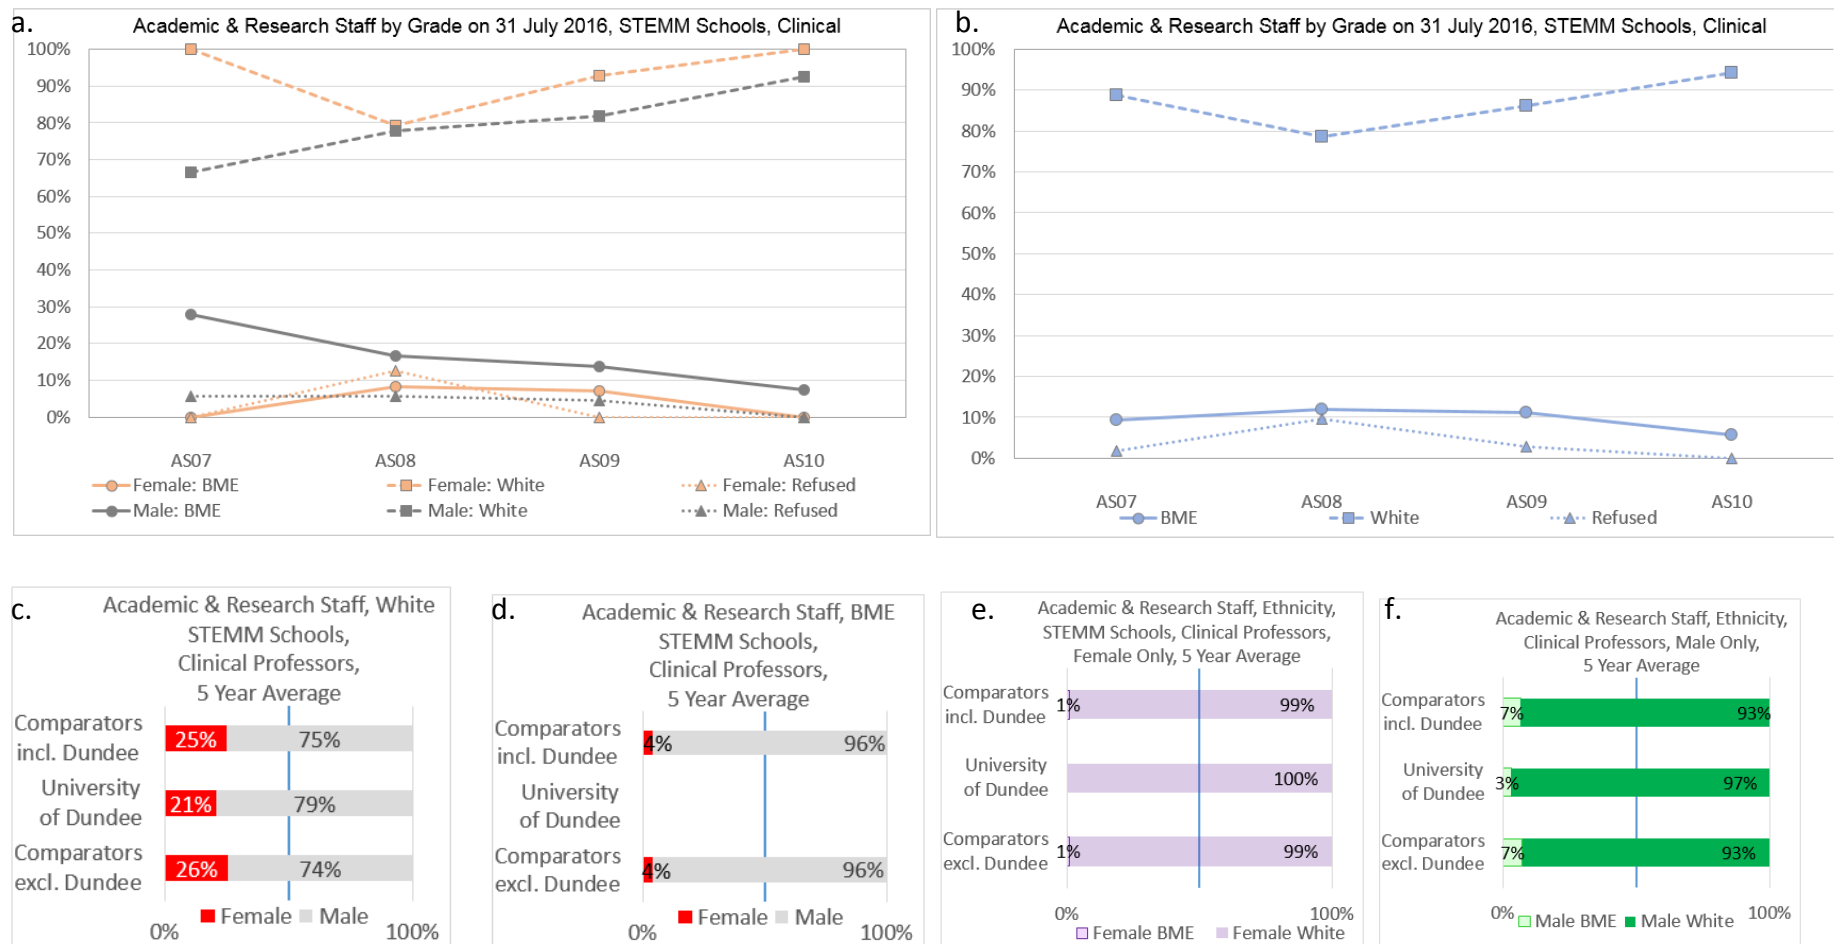 a.
Academic & Research Staff by Grade on 31 July 2016, STEMM Schools, Clinical
100%
90%
80%
70%
60%
50%
40%
30%
20%
10%
0%
AS07 AS08 AS09 AS10
Female: BME Female: White Female: Refused
Male: BME Male: White Male: Refused
b.
Academic & Research Staff by Grade on 31 July 2016, STEMM Schools, Clinical
100%
90%
80%
70%
60%
50%
40%
30%
20%
10%
0%
AS07 AS08 AS09 AS10
BME White Refused
c.
Academic & Research Staff, White
STEMM Schools,
Clinical Professors,
5 Year Average
Comparators
incl. Dundee
25% 75%
University
of Dundee
21% 79%
Comparators
excl. Dundee
26% 74%
Female Male
0% 100%
d.
Academic & Research Staff, BME
STEMM Schools,
Clinical Professors,
5 Year Average
Comparators
incl. Dundee
4% 96%
University
of Dundee
Comparators
excl. Dundee
4% 96%
Female Male
0% 100%
e.
Academic & Research Staff, Ethnicity,
STEMM Schools, Clinical Professors,
Female Only, 5 Year Average
Comparators
incl. Dundee
1% 99%
University
of Dundee
100%
Comparators
excl. Dundee
1% 99%
0% 100%
Female BME Female White
f.
Academic & Research Staff, Ethnicity,
Clinical Professors, Male Only,
5 Year Average
Comparators
incl. Dundee
7% 93%
University
of Dundee
3% 97%
Comparators
excl. Dundee
7% 93%
0% 100%
Male BME Male White